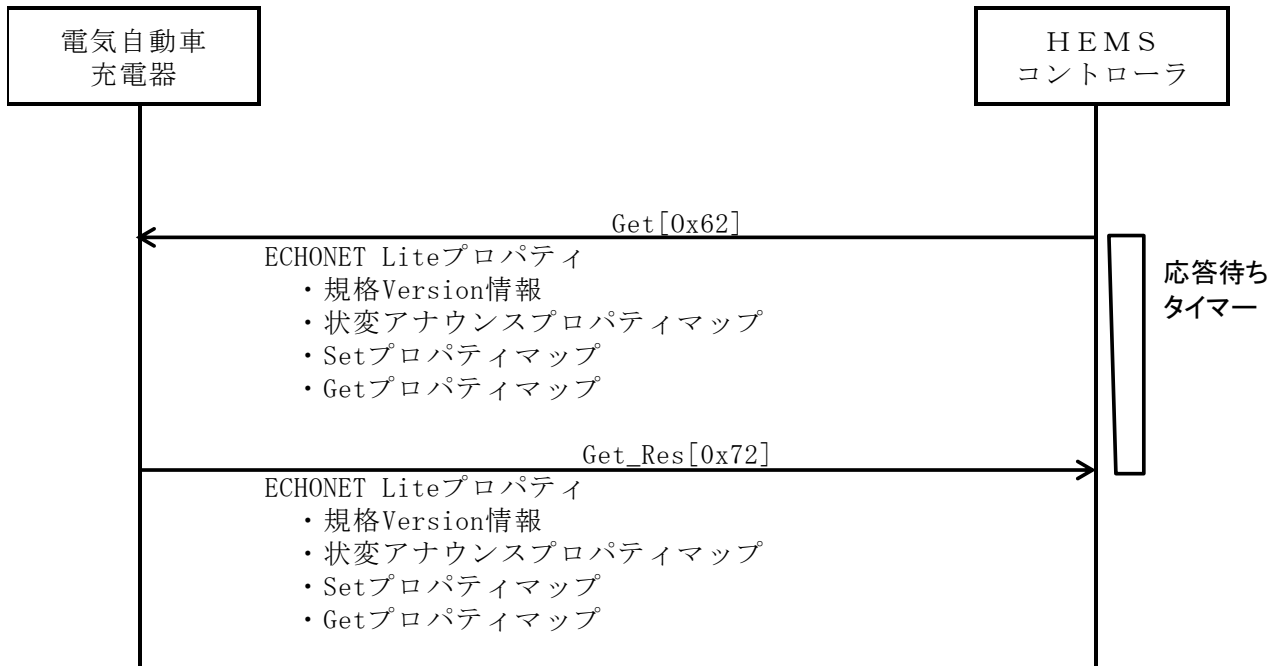 電気自動車
充電器
ＨＥＭＳ
コントローラ
Get[0x62]
ECHONET Liteプロパティ
・規格Version情報
・状変アナウンスプロパティマップ
・Setプロパティマップ
・Getプロパティマップ
応答待ち
タイマー
Get_Res[0x72]
ECHONET Liteプロパティ
・規格Version情報
・状変アナウンスプロパティマップ
・Setプロパティマップ
・Getプロパティマップ